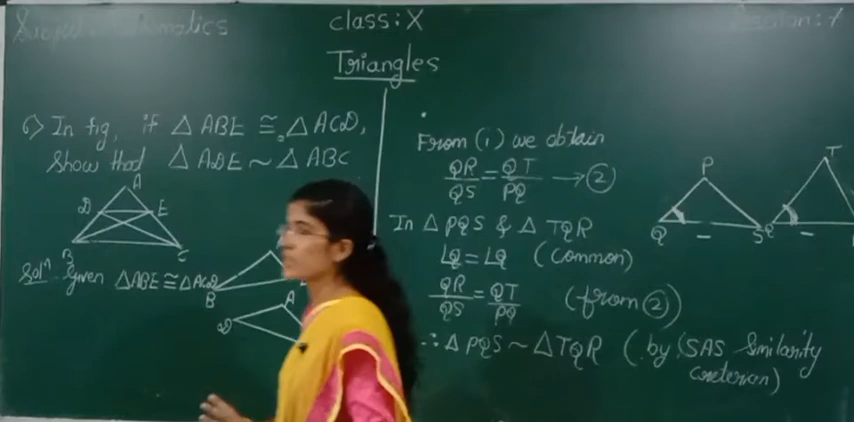 class: X
Triangles
6) In fig, if △ ABE ≅ △ ACD,
Show that △ ADE ~ △ ABC
A
D E
B C
Soln Given △ABE ≅ △ACD
B
A
D
From (1) we obtain
QR/QS = QT/PQ → ②
In △ PQS & △ TQR
∠Q = ∠Q (Common)
QR/QS = QT/PQ (from ②)
∴ △ PQS ~ △ TQR (by SAS Similarity
criterian)
P
Q S
T
Q